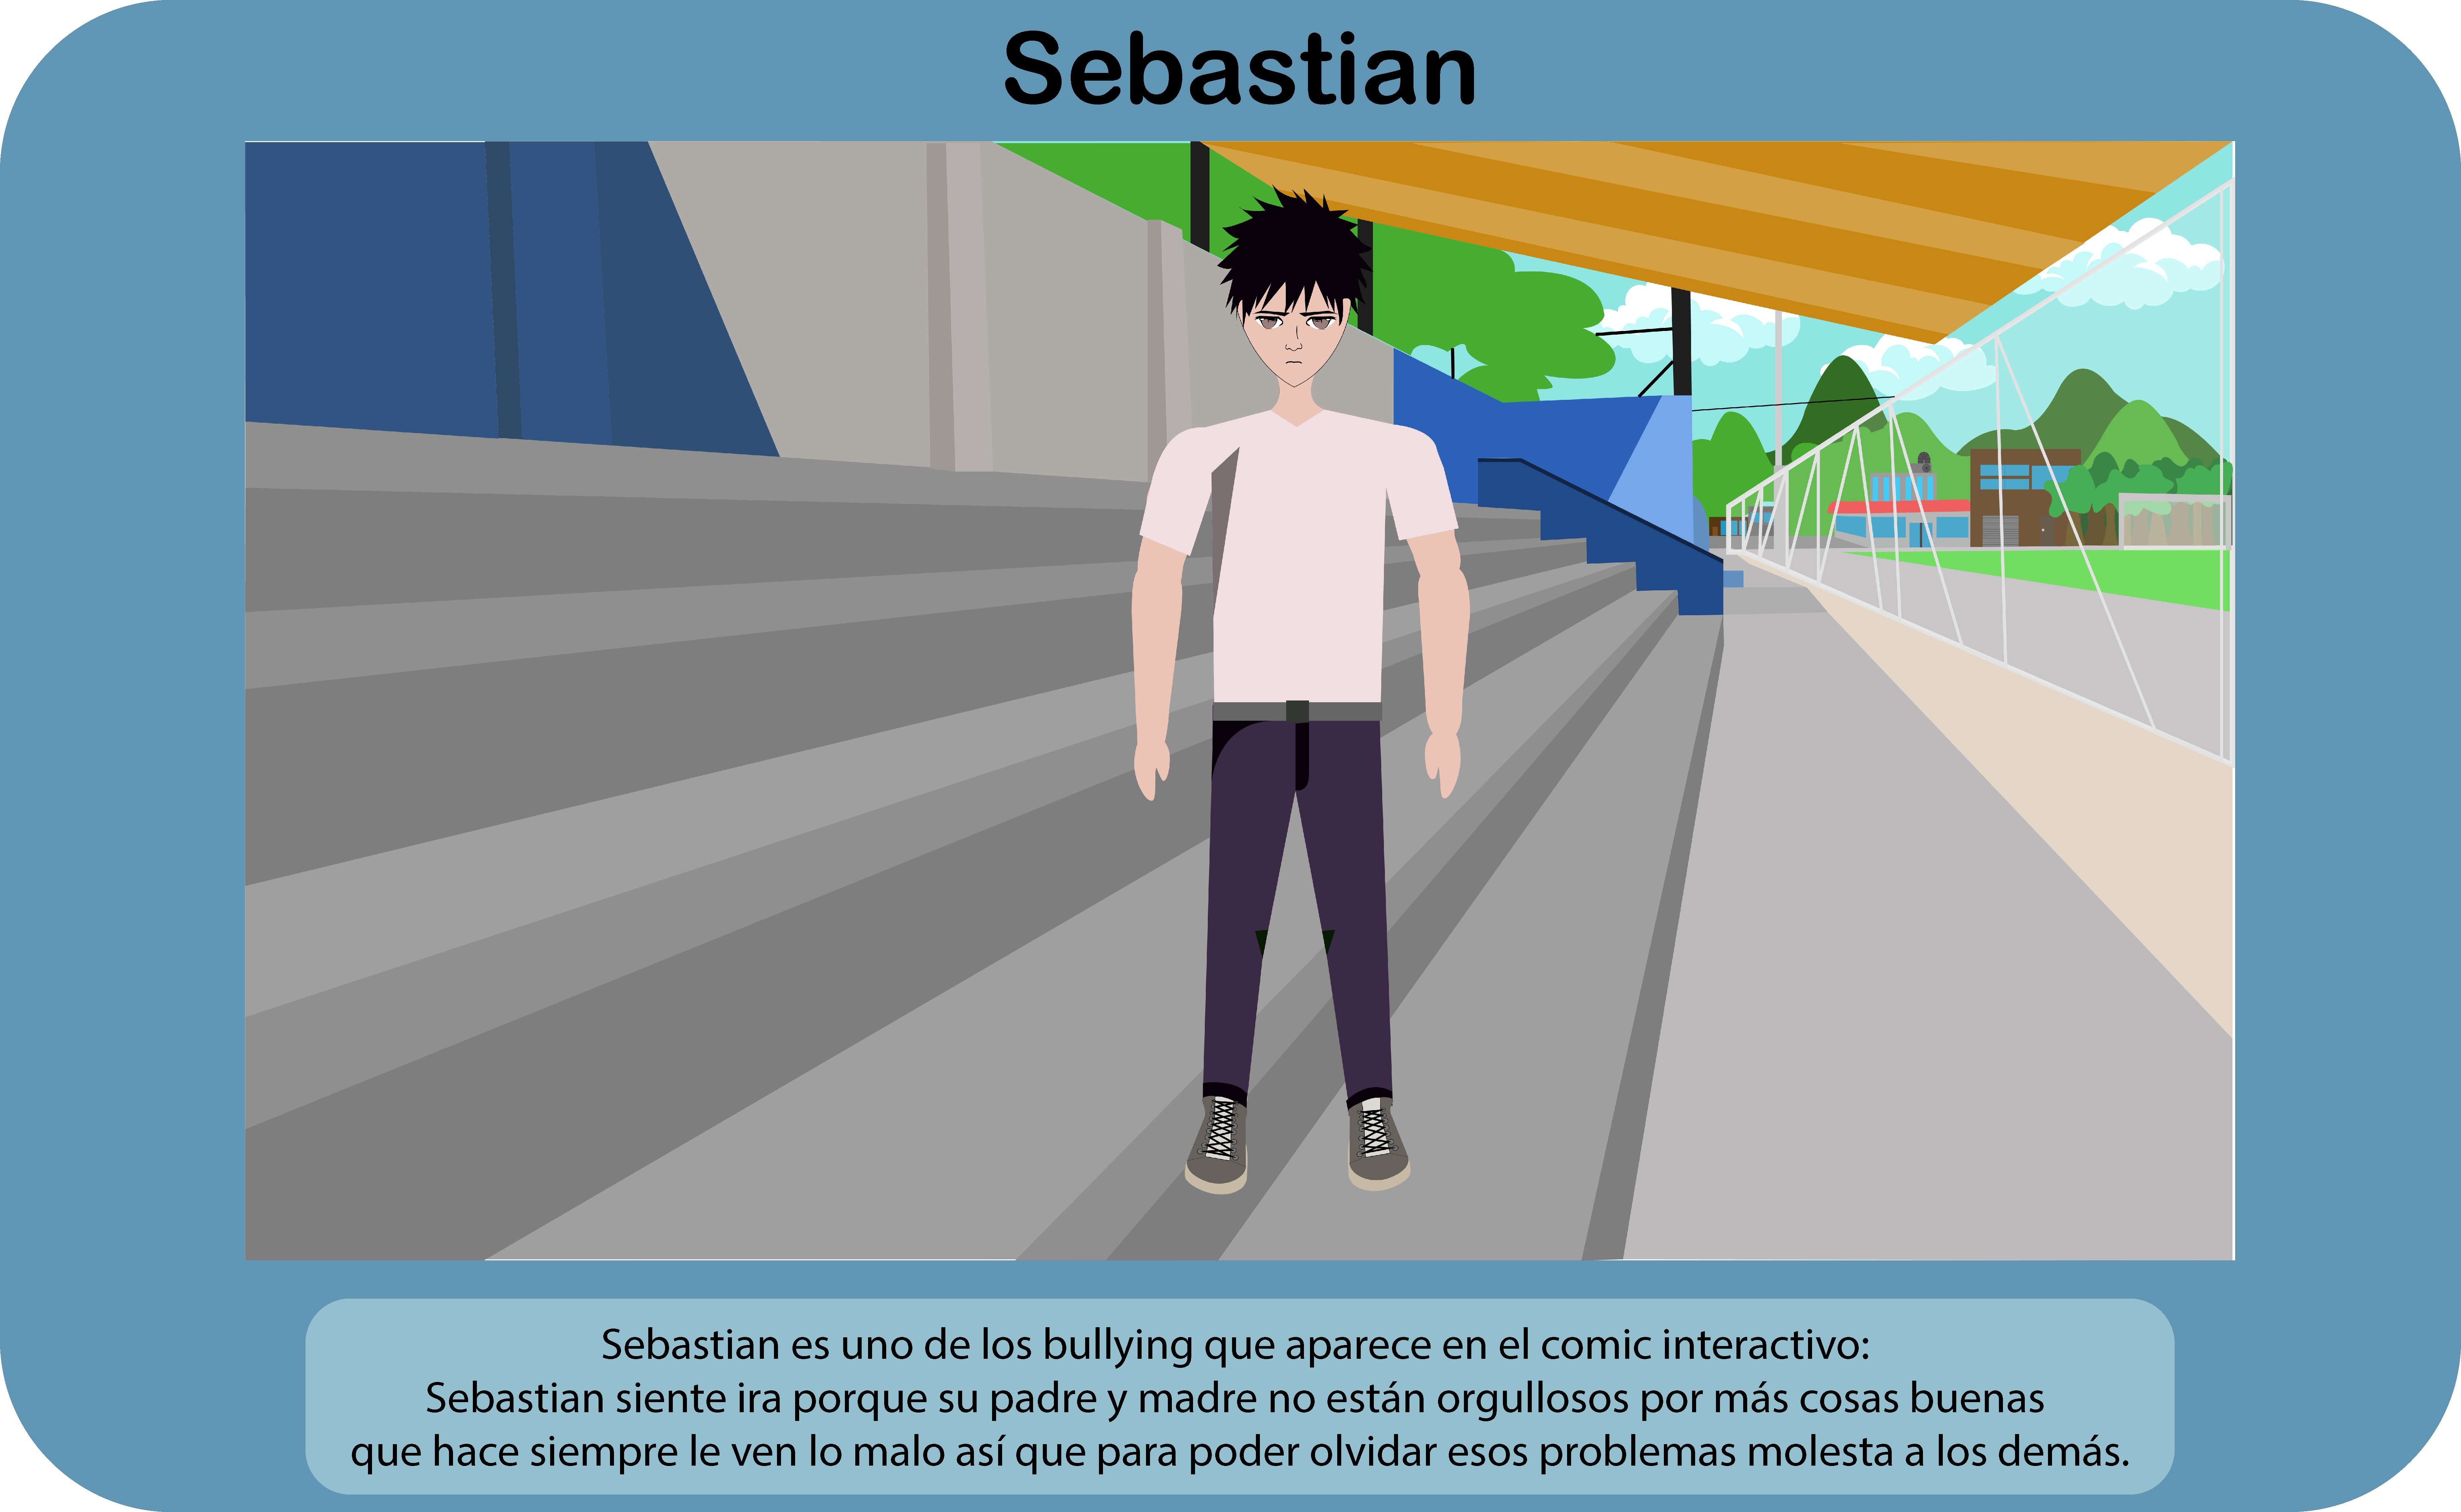 Sebastian
Sebastian es uno de los bullying que aparece en el comic interactivo:
Sebastian siente ira porque su padre y madre no están orgullosos por más cosas buenas
que hace siempre le ven lo malo así que para poder olvidar esos problemas molesta a los demás.